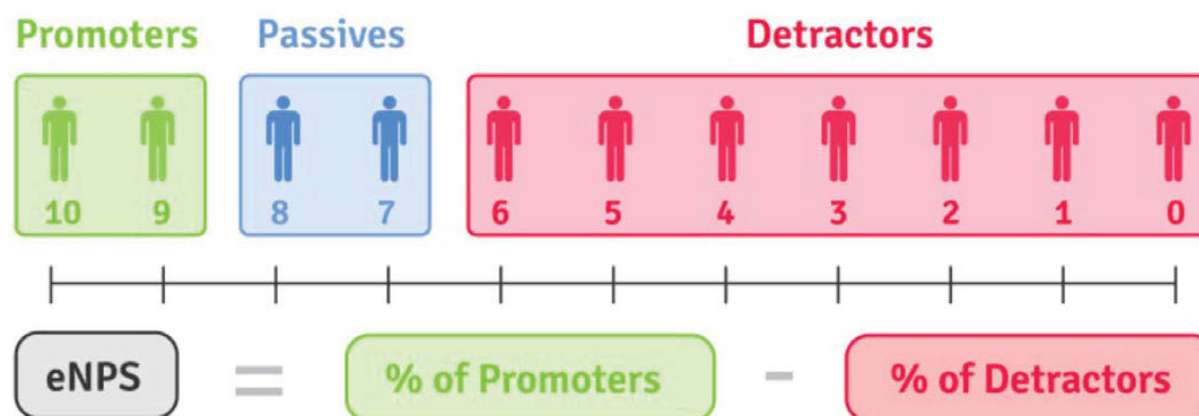 Promoters Passives Detractors
10 9 8 7 6 5 4 3 2 1 0
eNPS = % of Promoters - % of Detractors